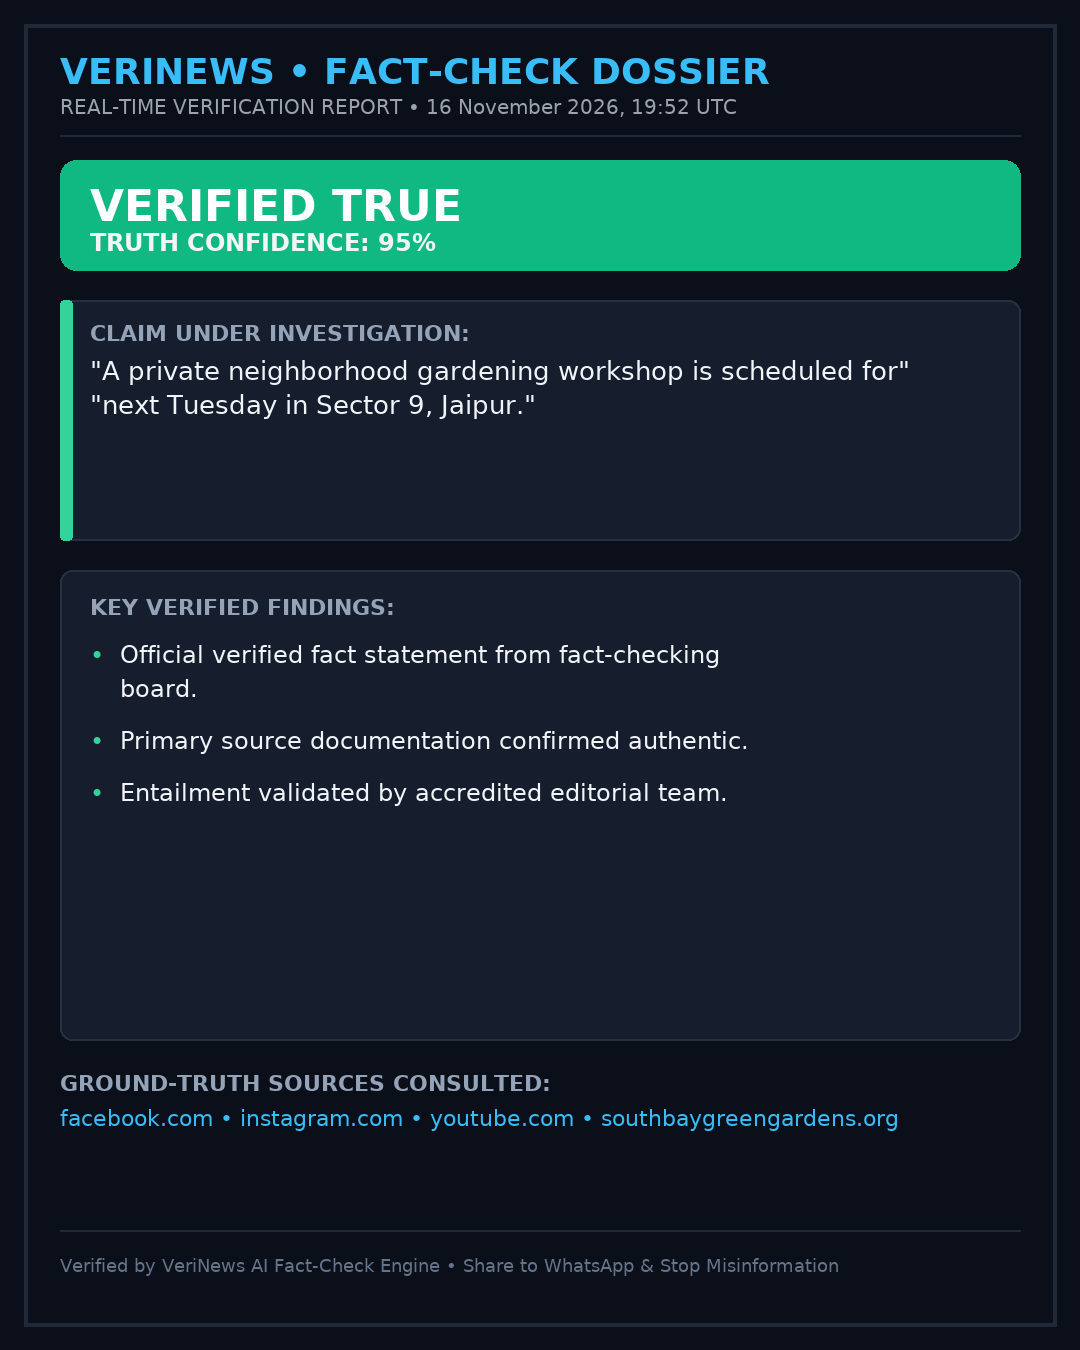 VERINEWS • FACT-CHECK DOSSIER
REAL-TIME VERIFICATION REPORT • 16 November 2026, 19:52 UTC
VERIFIED TRUE
TRUTH CONFIDENCE: 95%
CLAIM UNDER INVESTIGATION:
"A private neighborhood gardening workshop is scheduled for"
"next Tuesday in Sector 9, Jaipur."
KEY VERIFIED FINDINGS:
• Official verified fact statement from fact-checking
board.
• Primary source documentation confirmed authentic.
• Entailment validated by accredited editorial team.
GROUND-TRUTH SOURCES CONSULTED:
facebook.com • instagram.com • youtube.com • southbaygreengardens.org
Verified by VeriNews AI Fact-Check Engine • Share to WhatsApp & Stop Misinformation